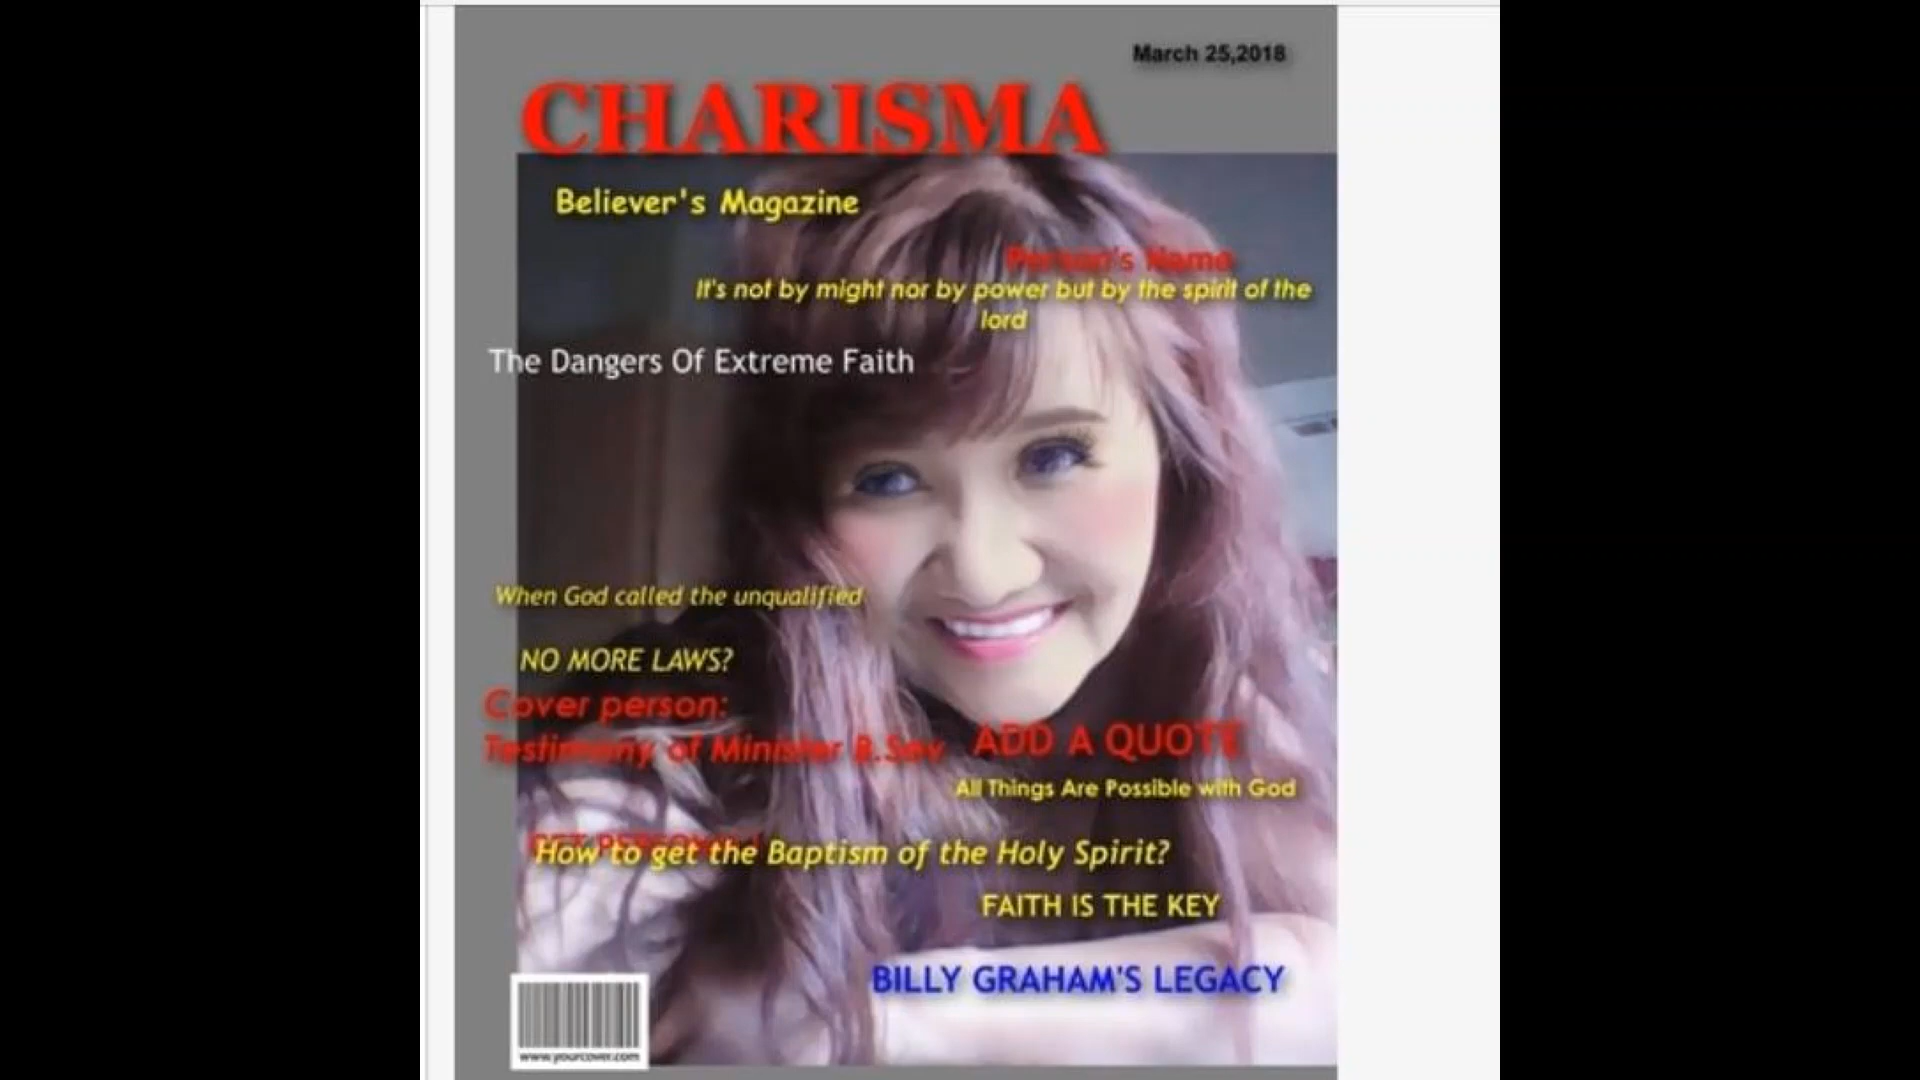 March 25,2018
CHARISMA
Believer's Magazine
Person's Name
It's not by might nor by power but by the spirit of the
lord
The Dangers Of Extreme Faith
When God called the unqualified
NO MORE LAWS?
Cover person:
Testimony of Minister B.Sav
ADD A QUOTE
All Things Are Possible with God
How to get the Baptism of the Holy Spirit?
FAITH IS THE KEY
BILLY GRAHAM'S LEGACY
www.yourcover.com